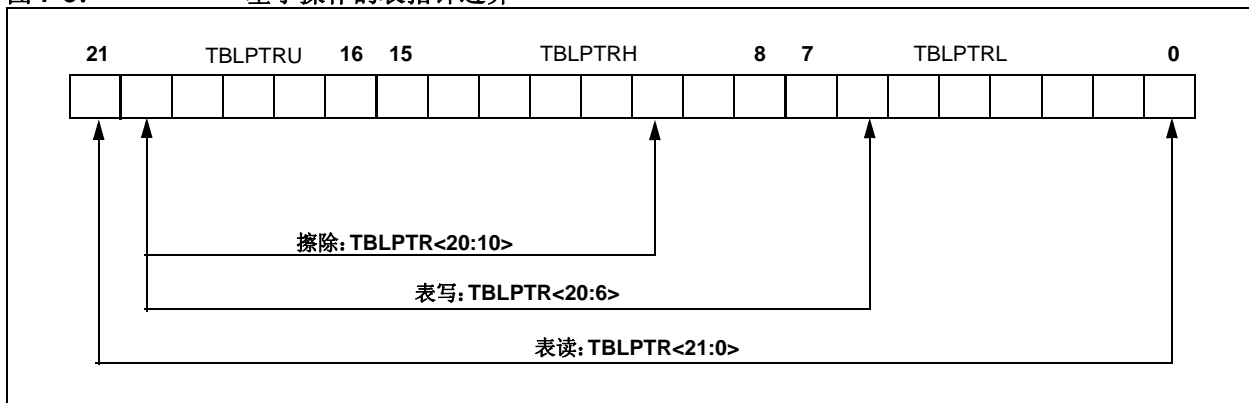 21 TBLPTRU 16 15 TBLPTRH 8 7 TBLPTRL 0
擦除：TBLPTR<20:10>
表写：TBLPTR<20:6>
表读：TBLPTR<21:0>